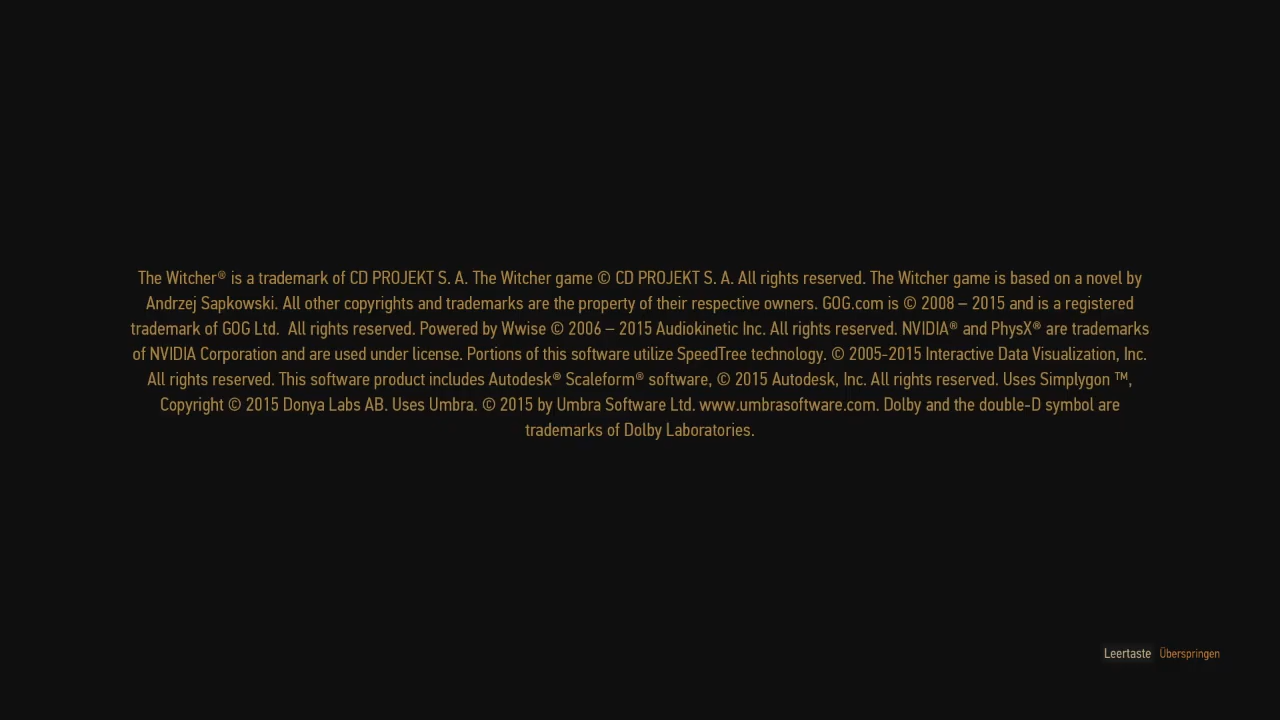 The Witcher® is a trademark of CD PROJEKT S. A. The Witcher game © CD PROJEKT S. A. All rights reserved. The Witcher game is based on a novel by
Andrzej Sapkowski. All other copyrights and trademarks are the property of their respective owners. GOG.com is © 2008 – 2015 and is a registered
trademark of GOG Ltd.  All rights reserved. Powered by Wwise © 2006 – 2015 Audiokinetic Inc. All rights reserved. NVIDIA® and PhysX® are trademarks
of NVIDIA Corporation and are used under license. Portions of this software utilize SpeedTree technology. © 2005-2015 Interactive Data Visualization, Inc.
All rights reserved. This software product includes Autodesk® Scaleform® software, © 2015 Autodesk, Inc. All rights reserved. Uses Simplygon ™,
Copyright © 2015 Donya Labs AB. Uses Umbra. © 2015 by Umbra Software Ltd. www.umbrasoftware.com. Dolby and the double-D symbol are
trademarks of Dolby Laboratories.
Leertaste Überspringen